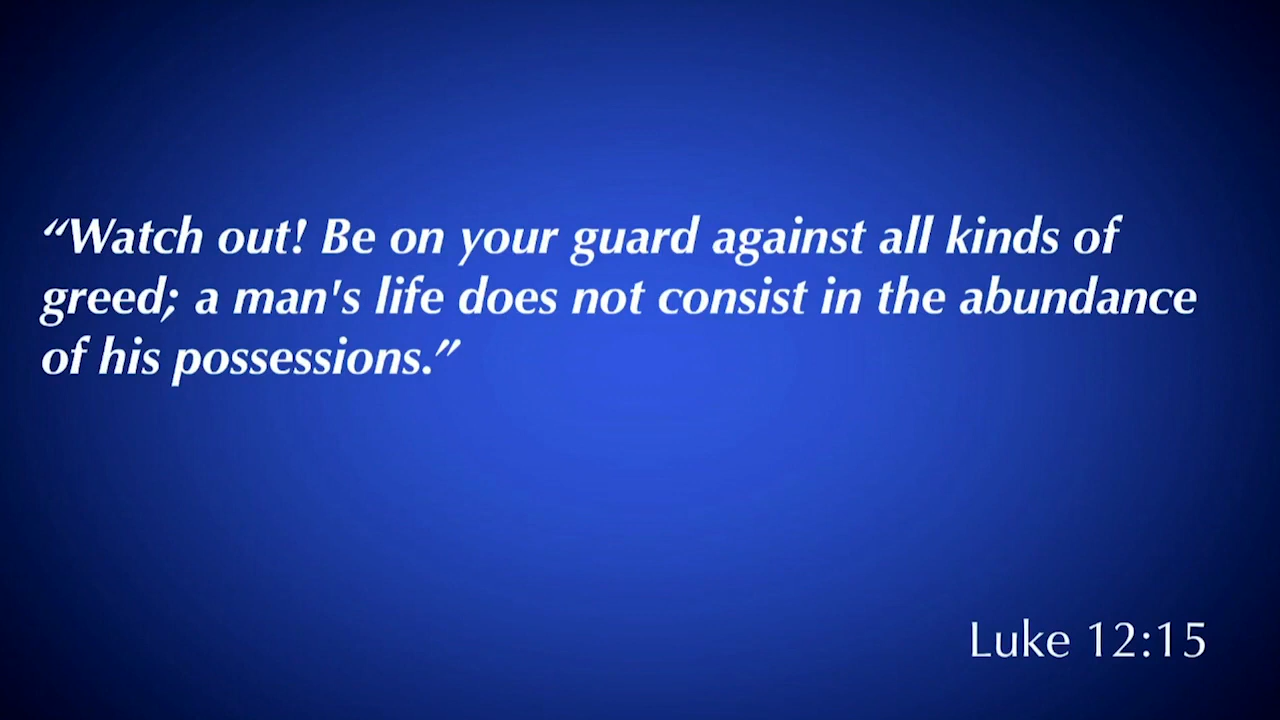 “Watch out! Be on your guard against all kinds of
greed; a man's life does not consist in the abundance
of his possessions.”
Luke 12:15